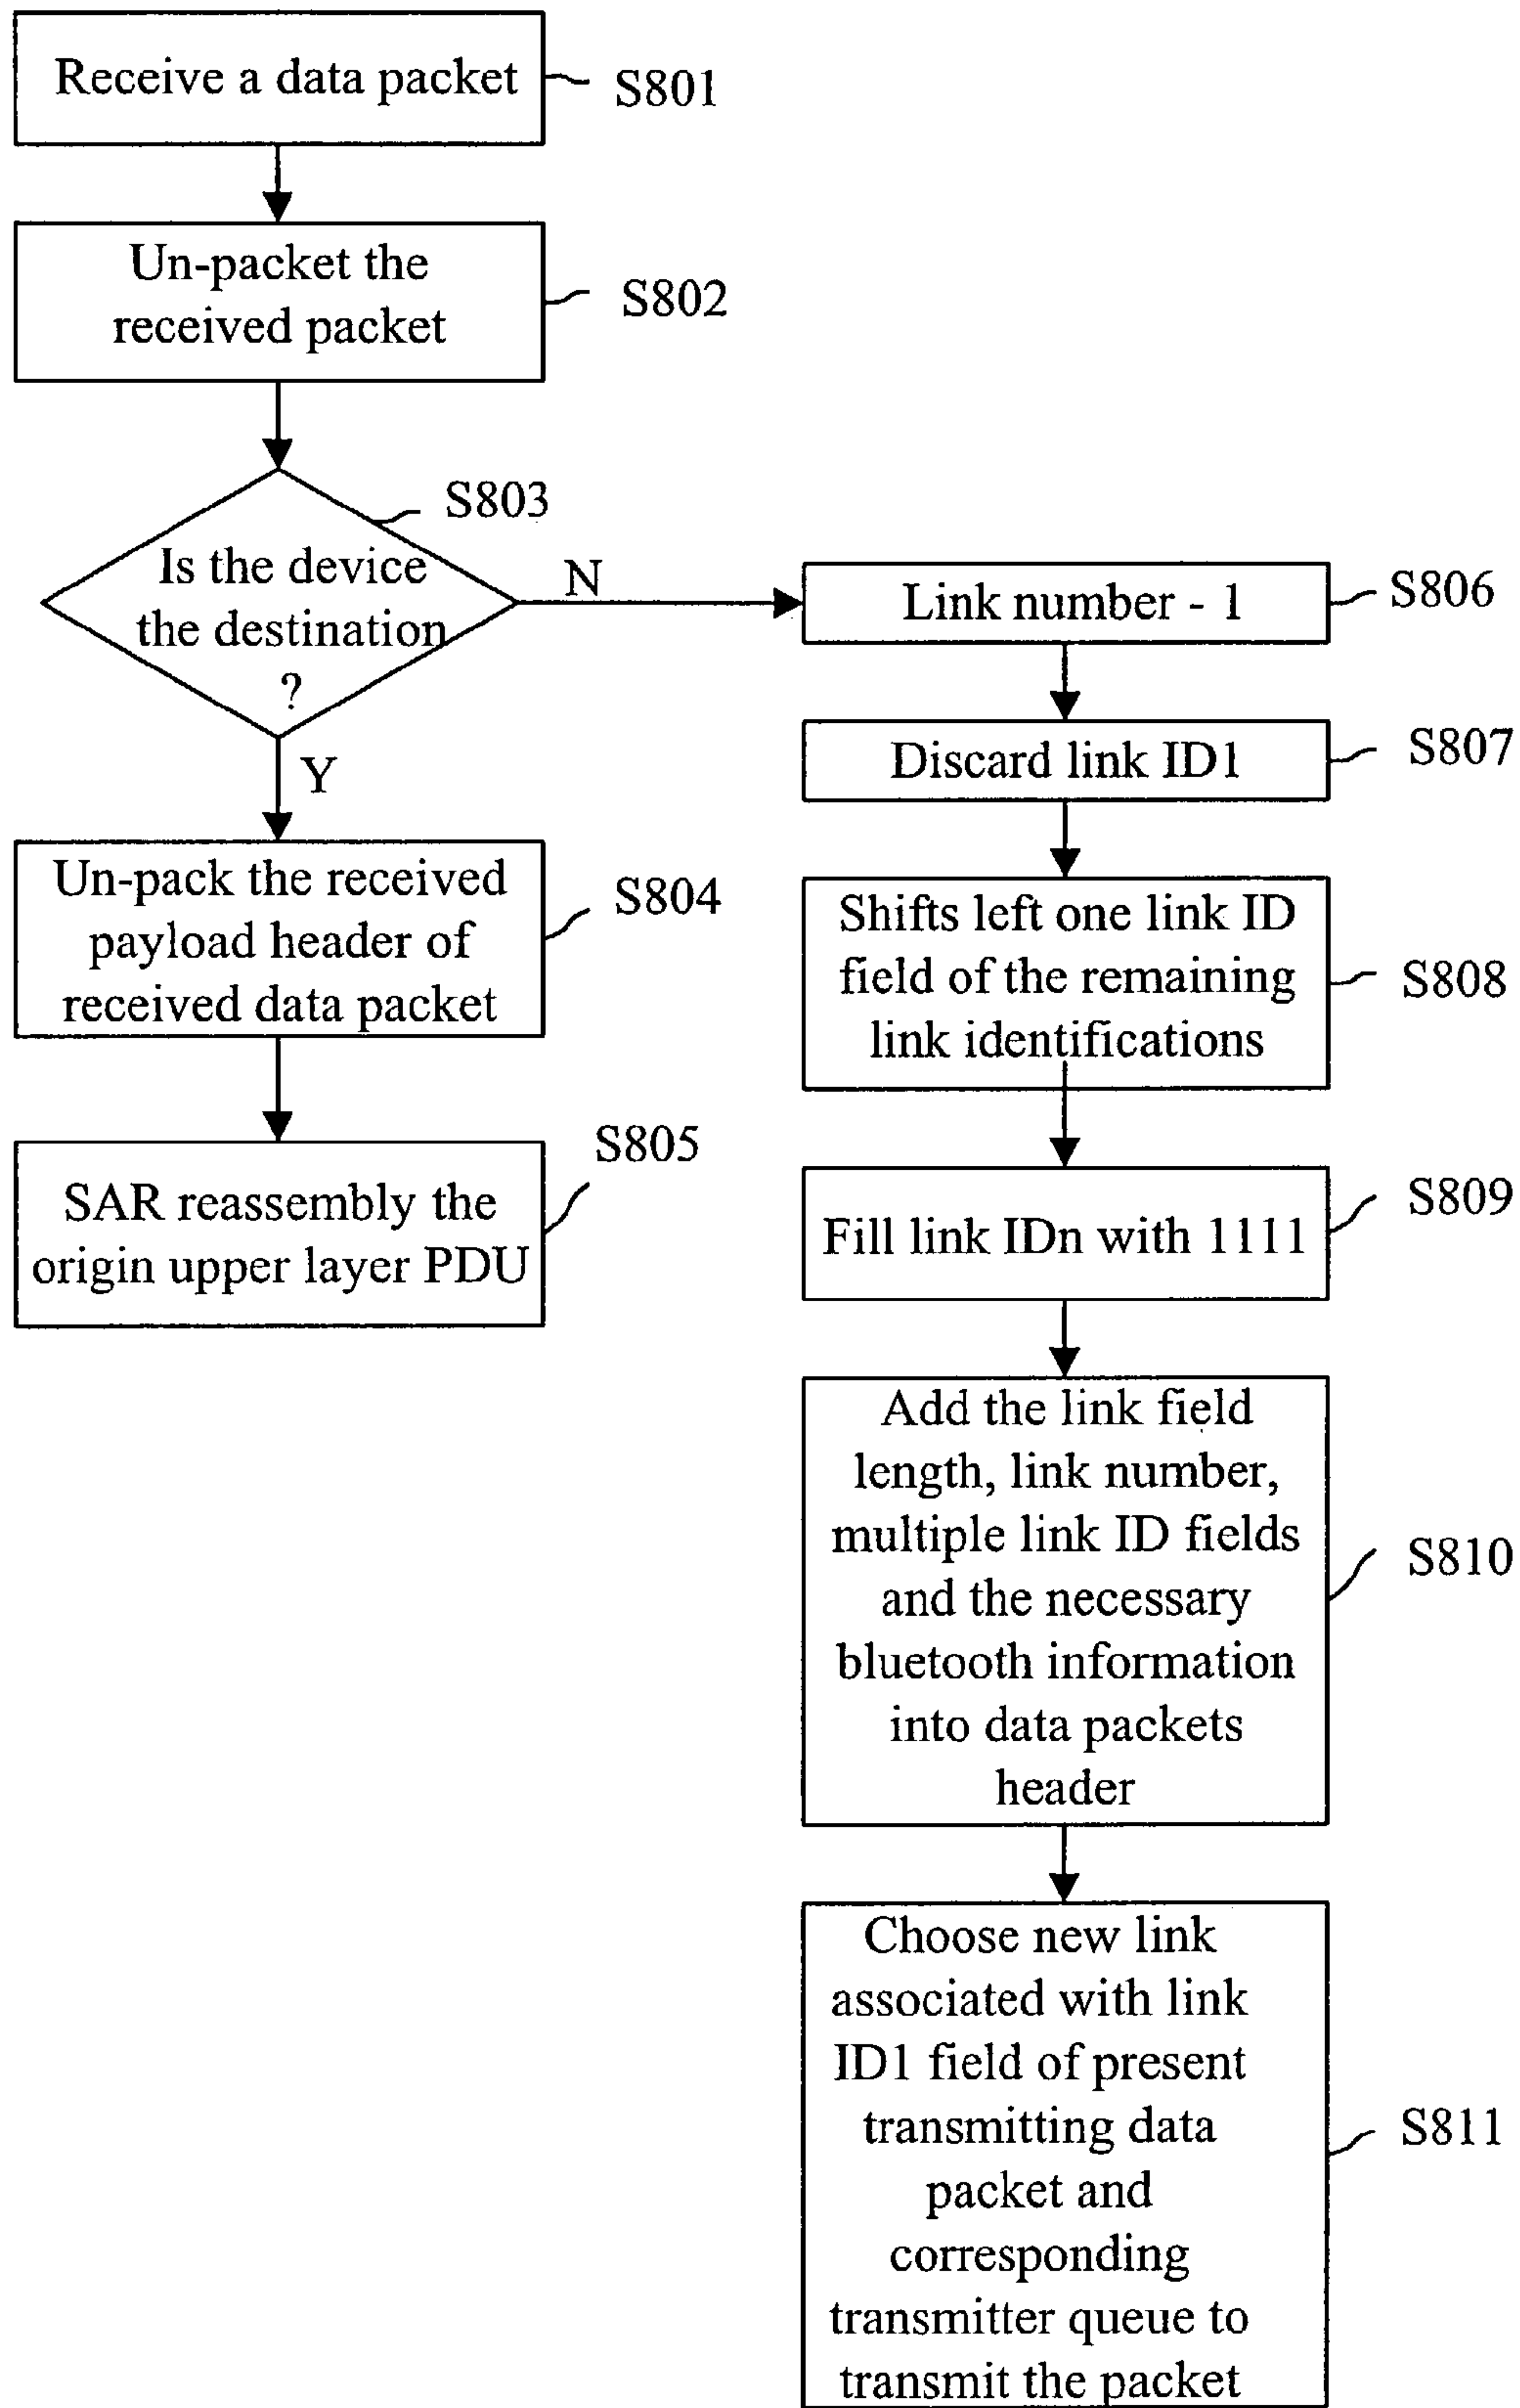 Receive a data packet
S801
Un-packet the
received packet
S802
S803
Is the device
the destination
?
N
Y
Un-pack the received
payload header of
received data packet
S804
SAR reassembly the
origin upper layer PDU
S805
Link number - 1
S806
Discard link ID1
S807
Shifts left one link ID
field of the remaining
link identifications
S808
Fill link IDn with 1111
S809
Add the link field
length, link number,
multiple link ID fields
and the necessary
bluetooth information
into data packets
header
S810
Choose new link
associated with link
ID1 field of present
transmitting data
packet and
corresponding
transmitter queue to
transmit the packet
S811